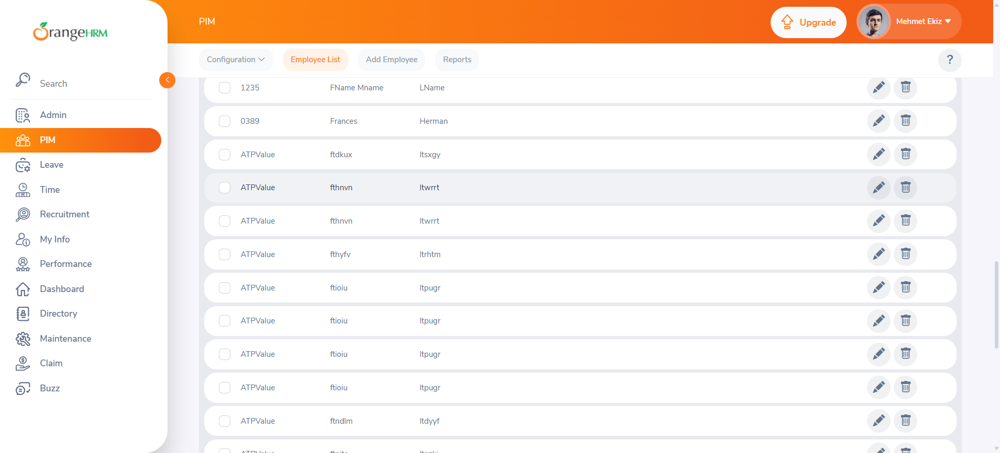 OrangeHRM
PIM
Upgrade
Mehmet Ekiz
Configuration
Employee List
Add Employee
Reports
?
Search
Admin
PIM
Leave
Time
Recruitment
My Info
Performance
Dashboard
Directory
Maintenance
Claim
Buzz
1235 FName Mname LName
0389 Frances Herman
ATPValue ftdkux ltsxgy
ATPValue fthnvn ltwrrt
ATPValue fthnvn ltwrrt
ATPValue fthyfv ltrhtm
ATPValue ftioiu ltpugr
ATPValue ftioiu ltpugr
ATPValue ftioiu ltpugr
ATPValue ftioiu ltpugr
ATPValue ftndlm ltdyyf
ATPValue